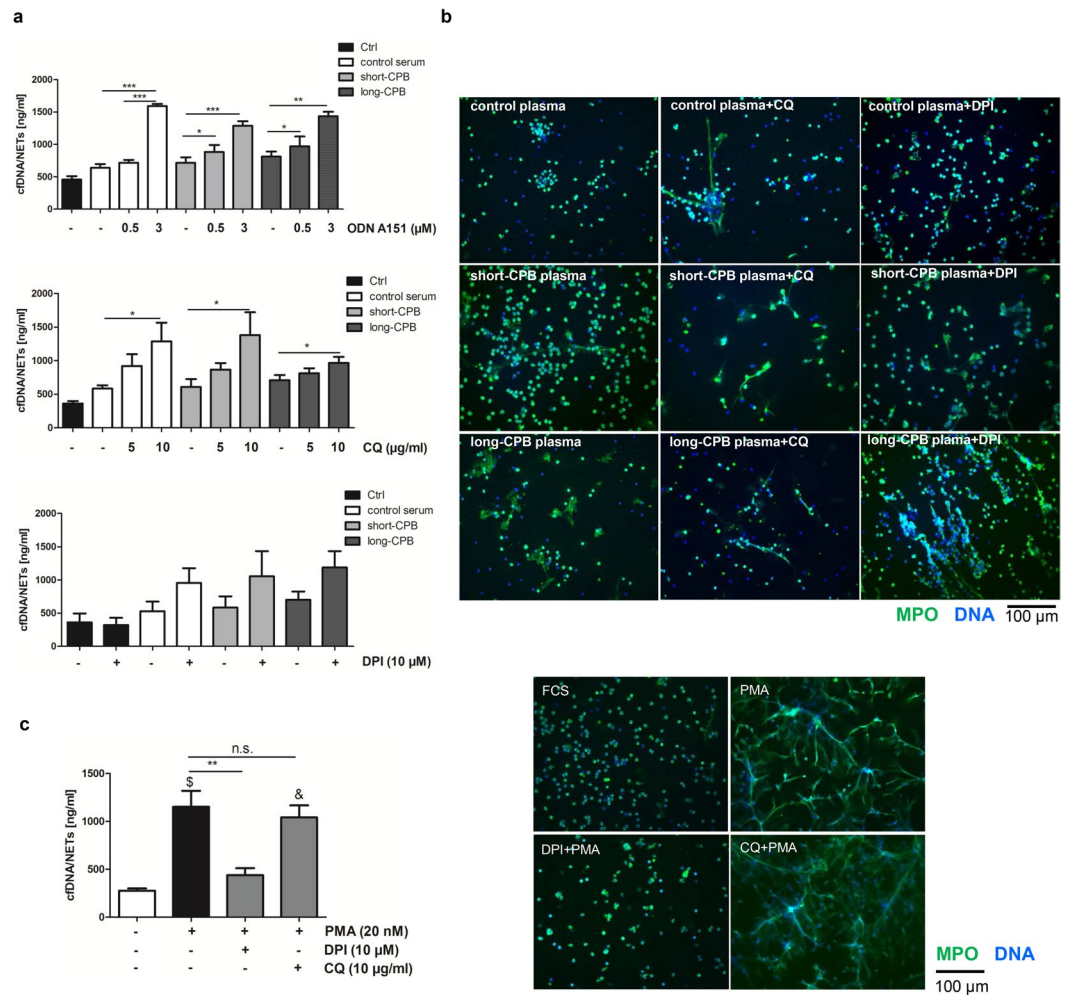 a
Ctrl
control serum
short-CPB
long-CPB
cfDNA/NETs [ng/ml]
2000
1500
1000
500
0
***
***
*
***
*
**
- - 0.5 3 - 0.5 3 - 0.5 3 ODN A151 (µM)
Ctrl
control serum
short-CPB
long-CPB
cfDNA/NETs [ng/ml]
2000
1500
1000
500
0
*
*
*
- - 5 10 - 5 10 - 5 10 CQ (µg/ml)
Ctrl
control serum
short-CPB
long-CPB
cfDNA/NETs [ng/ml]
2000
1500
1000
500
0
- + - + - + - + DPI (10 µM)
b
control plasma
control plasma+CQ
control plasma+DPI
short-CPB plasma
short-CPB plasma+CQ
short-CPB plasma+DPI
long-CPB plasma
long-CPB plasma+CQ
long-CPB plama+DPI
MPO DNA
100 µm
c
cfDNA/NETs [ng/ml]
1500
1000
500
0
n.s.
**
$
&
- + + + PMA (20 nM)
- - + - DPI (10 µM)
- - - + CQ (10 µg/ml)
FCS
PMA
DPI+PMA
CQ+PMA
MPO DNA
100 µm